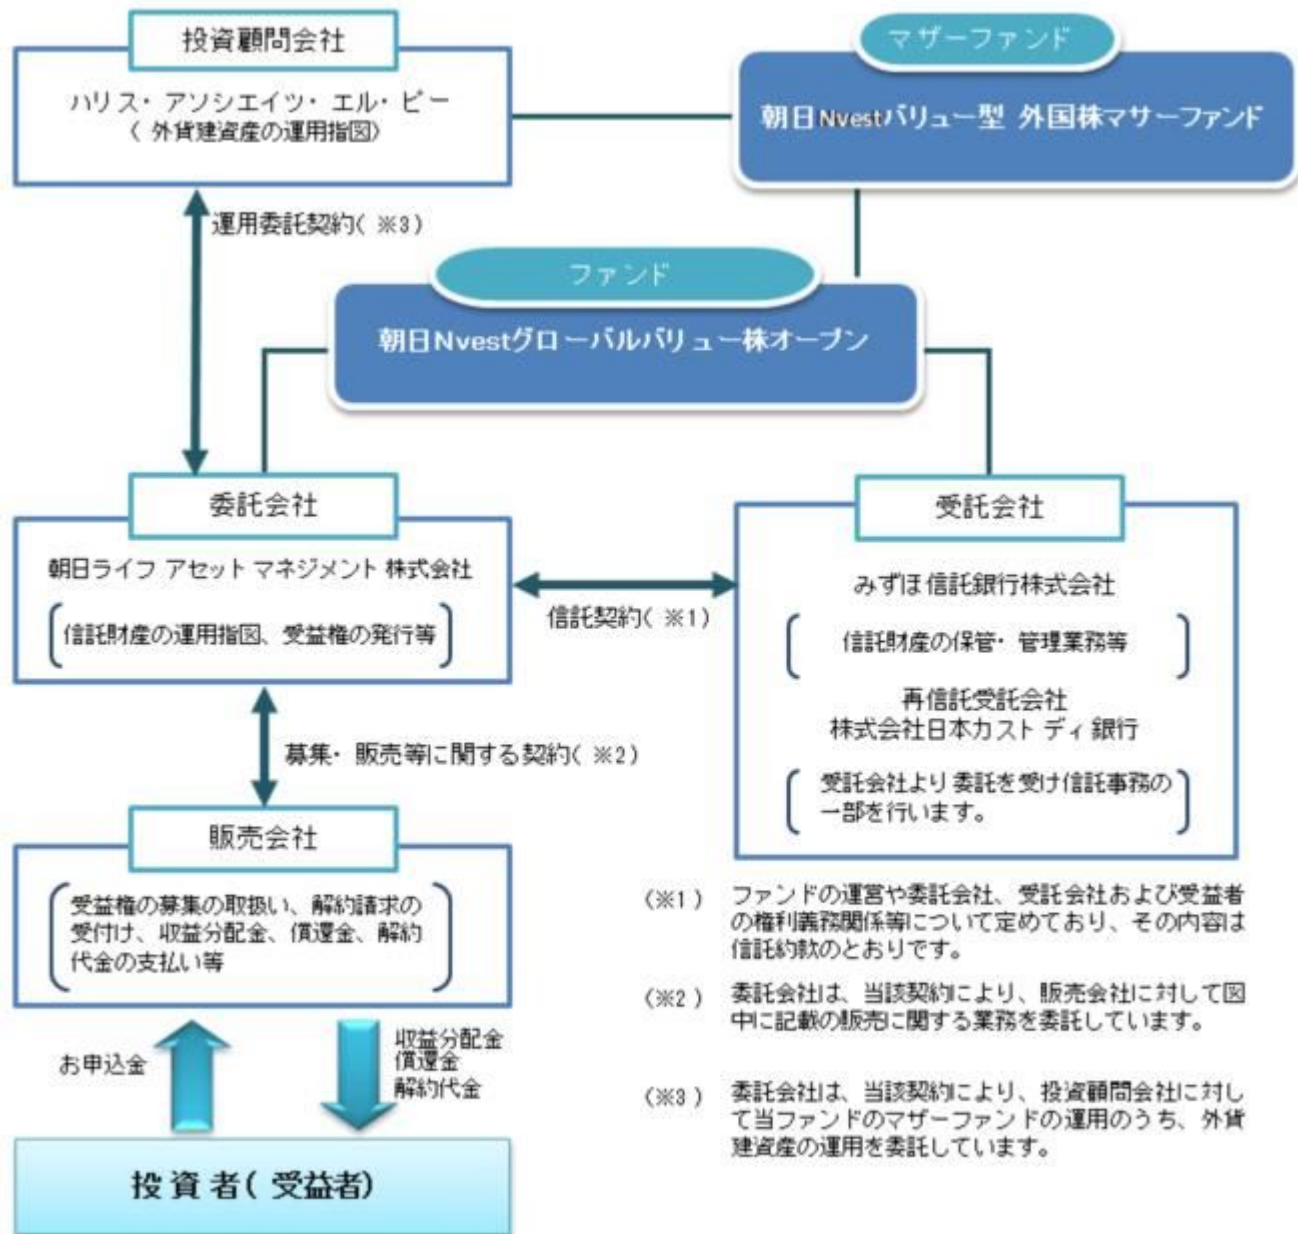 投資顧問会社
ハリス・アソシエイツ・エル・ピー
(外貨建資産の運用指図)
マザーファンド
朝日Nvestバリュー型 外国株マサーファンド
運用委託契約(※3)
ファンド
朝日Nvestグローバルバリュー株オープン
委託会社
朝日ライフ アセット マネジメント 株式会社
信託財産の運用指図、受益権の発行等
信託契約(※1)
受託会社
みずほ信託銀行株式会社
信託財産の保管・管理業務等
再信託受託会社
株式会社日本カストディ銀行
受託会社より委託を受け信託事務の
一部を行います。
募集・販売等に関する契約(※2)
販売会社
受益権の募集の取扱い、解約請求の
受付け、収益分配金、償還金、解約
代金の支払い等
お申込金
収益分配金
償還金
解約代金
投資者(受益者)
(※1) ファンドの運営や委託会社、受託会社および受益者
の権利義務関係等について定めており、その内容は
信託約款のとおりです。
(※2) 委託会社は、当該契約により、販売会社に対して図
中に記載の販売に関する業務を委託しています。
(※3) 委託会社は、当該契約により、投資顧問会社に対し
て当ファンドのマザーファンドの運用のうち、外貨
建資産の運用を委託しています。